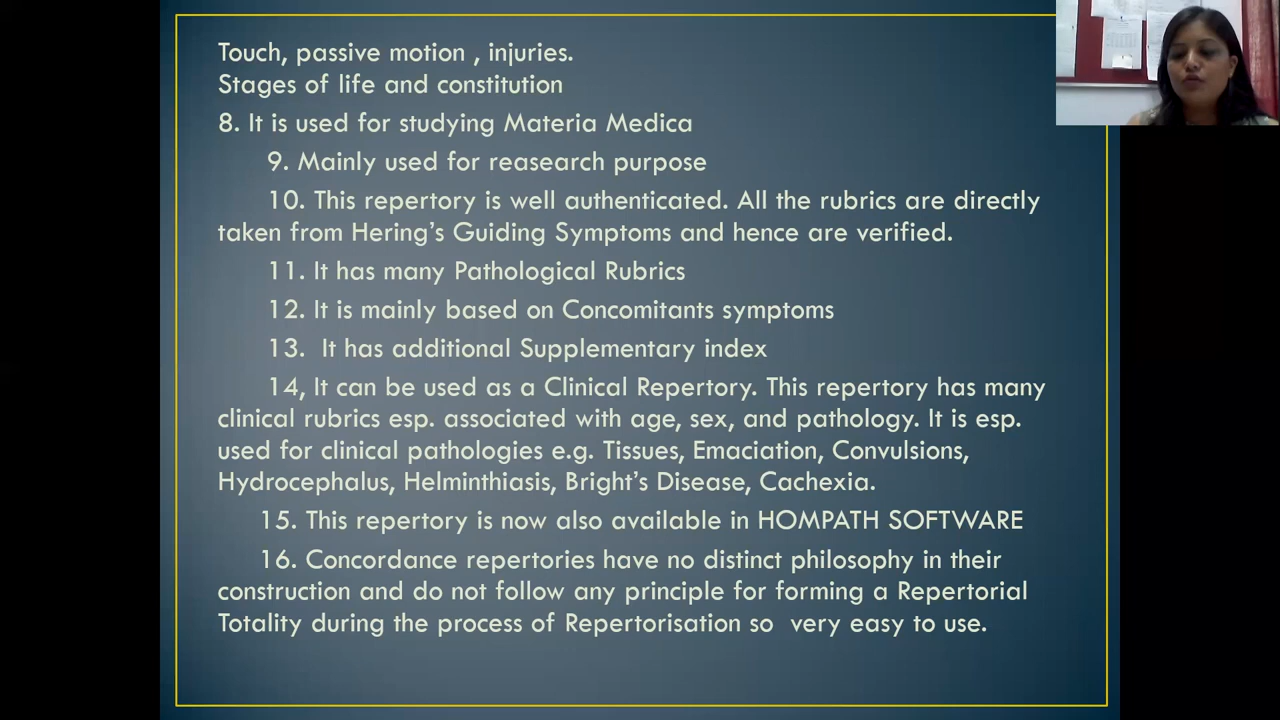 Touch, passive motion , injuries.
Stages of life and constitution
8. It is used for studying Materia Medica
9. Mainly used for reasearch purpose
10. This repertory is well authenticated. All the rubrics are directly
taken from Hering's Guiding Symptoms and hence are verified.
11. It has many Pathological Rubrics
12. It is mainly based on Concomitants symptoms
13.  It has additional Supplementary index
14, It can be used as a Clinical Repertory. This repertory has many
clinical rubrics esp. associated with age, sex, and pathology. It is esp.
used for clinical pathologies e.g. Tissues, Emaciation, Convulsions,
Hydrocephalus, Helminthiasis, Bright's Disease, Cachexia.
15. This repertory is now also available in HOMPATH SOFTWARE
16. Concordance repertories have no distinct philosophy in their
construction and do not follow any principle for forming a Repertorial
Totality during the process of Repertorisation so  very easy to use.